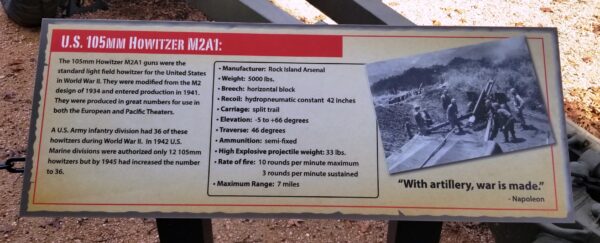 U.S. 105MM HOWITZER M2A1:
The 105mm Howitzer M2A1 guns were the
standard light field howitzer for the United States
in World War II. They were modified from the M2
design of 1934 and entered production in 1941.
They were produced in great numbers for use in
both the European and Pacific Theaters.
A U.S. Army infantry division had 36 of these
howitzers during World War II. In 1942 U.S.
Marine divisions were authorized only 12 105mm
howitzers but by 1945 had increased the number
to 36.
• Manufacturer: Rock Island Arsenal
• Weight: 5000 lbs.
• Breech: horizontal block
• Recoil: hydropneumatic constant 42 inches
• Carriage: split trail
• Elevation: -5 to +66 degrees
• Traverse: 46 degrees
• Ammunition: semi-fixed
• High Explosive projectile weight: 33 lbs.
• Rate of fire: 10 rounds per minute maximum
3 rounds per minute sustained
• Maximum Range: 7 miles
"With artillery, war is made."
- Napoleon